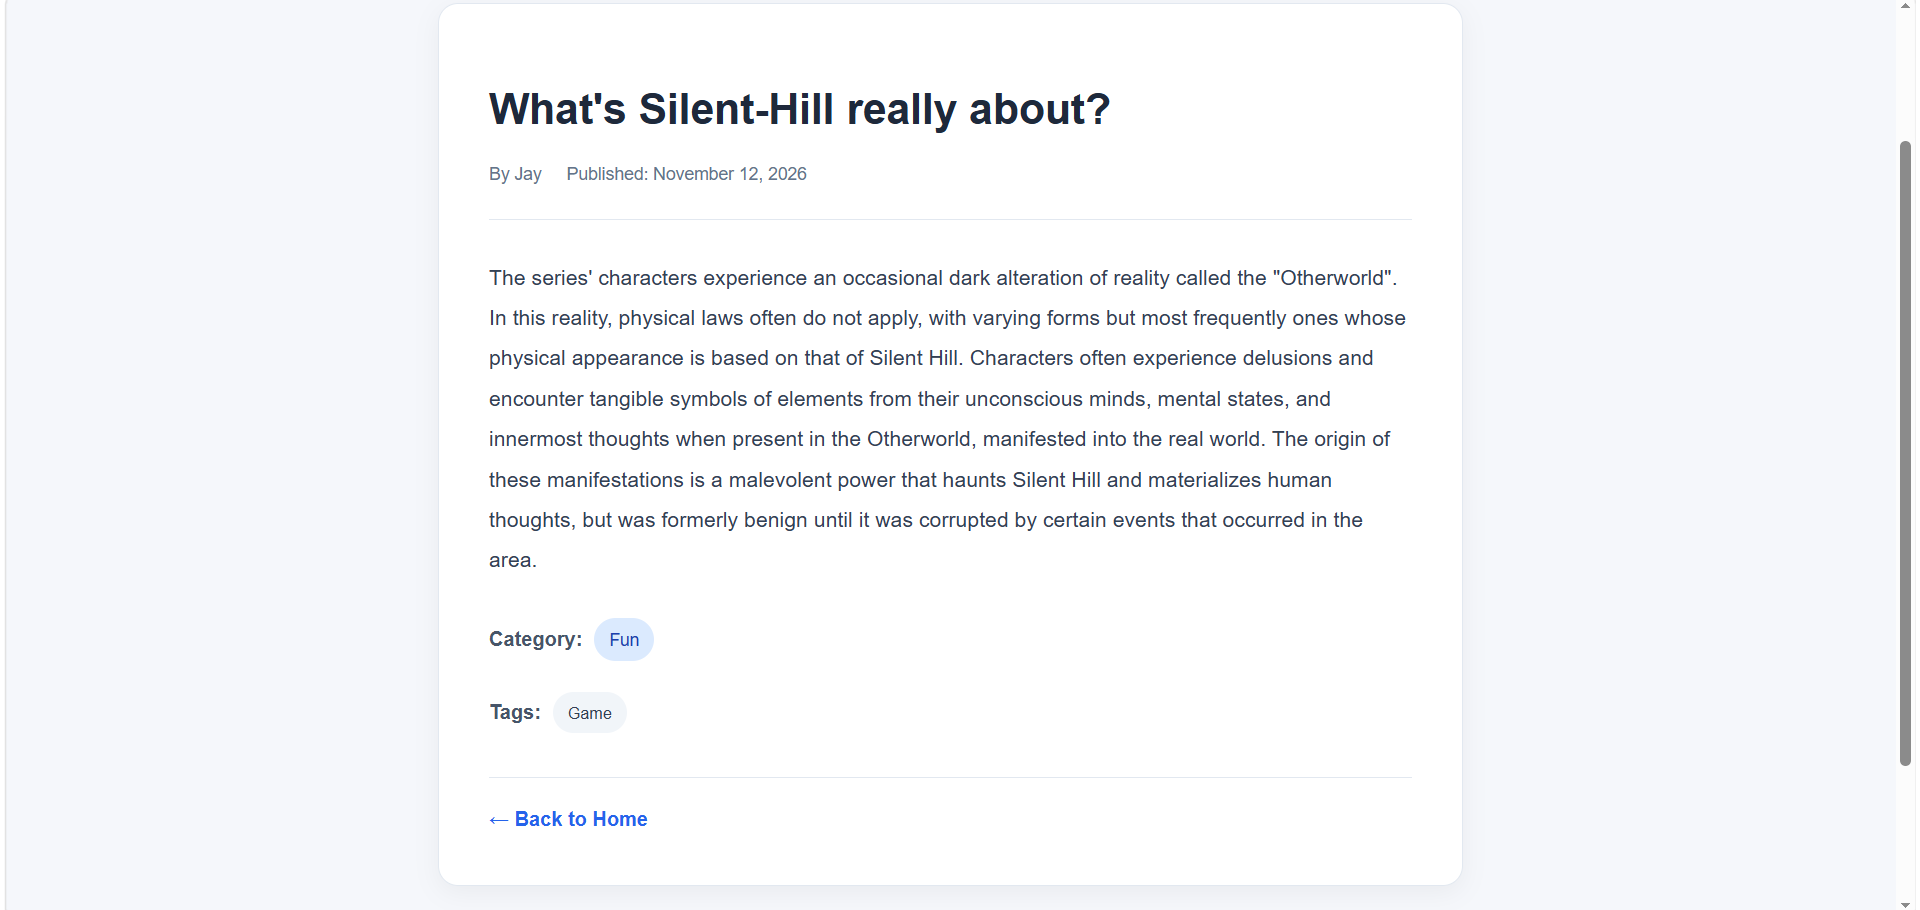 What's Silent-Hill really about?
By Jay Published: November 12, 2026
The series' characters experience an occasional dark alteration of reality called the "Otherworld".
In this reality, physical laws often do not apply, with varying forms but most frequently ones whose
physical appearance is based on that of Silent Hill. Characters often experience delusions and
encounter tangible symbols of elements from their unconscious minds, mental states, and
innermost thoughts when present in the Otherworld, manifested into the real world. The origin of
these manifestations is a malevolent power that haunts Silent Hill and materializes human
thoughts, but was formerly benign until it was corrupted by certain events that occurred in the
area.
Category: Fun
Tags: Game
← Back to Home